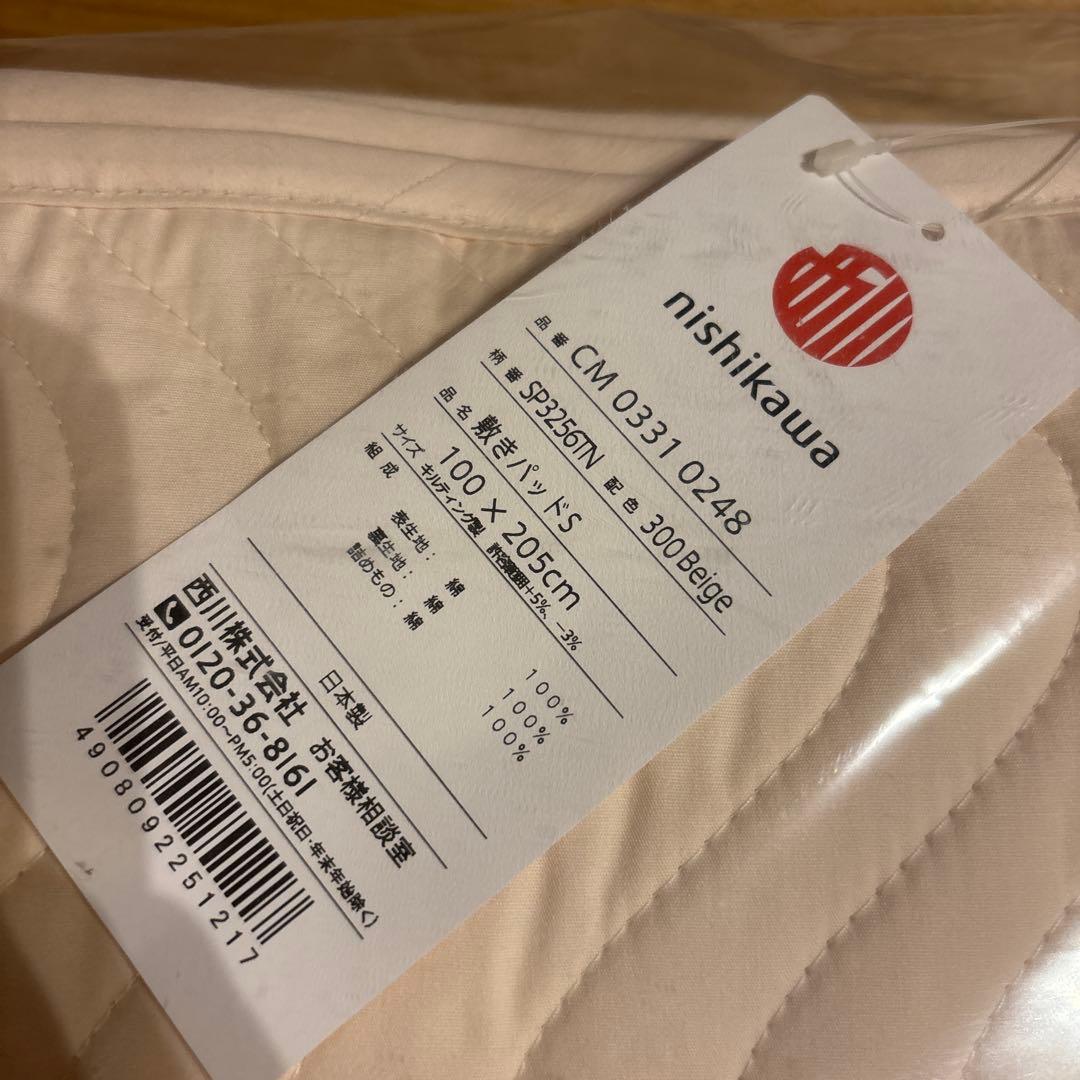 西川
nishikawa
品番 CM 0331 0248
柄番 SP3256TN 配色 300 Beige
品名 敷きパッドS
サイズ 100 × 205cm
キルティング製 許容範囲+5%、-3%
組成
表生地: 綿 100%
裏生地: 綿 100%
詰めもの: 綿 100%
日本製
西川株式会社 お客様相談室
0120-36-8161
受付/平日AM10:00~PM5:00(土日祝日・年末年始除く)
4908092251217